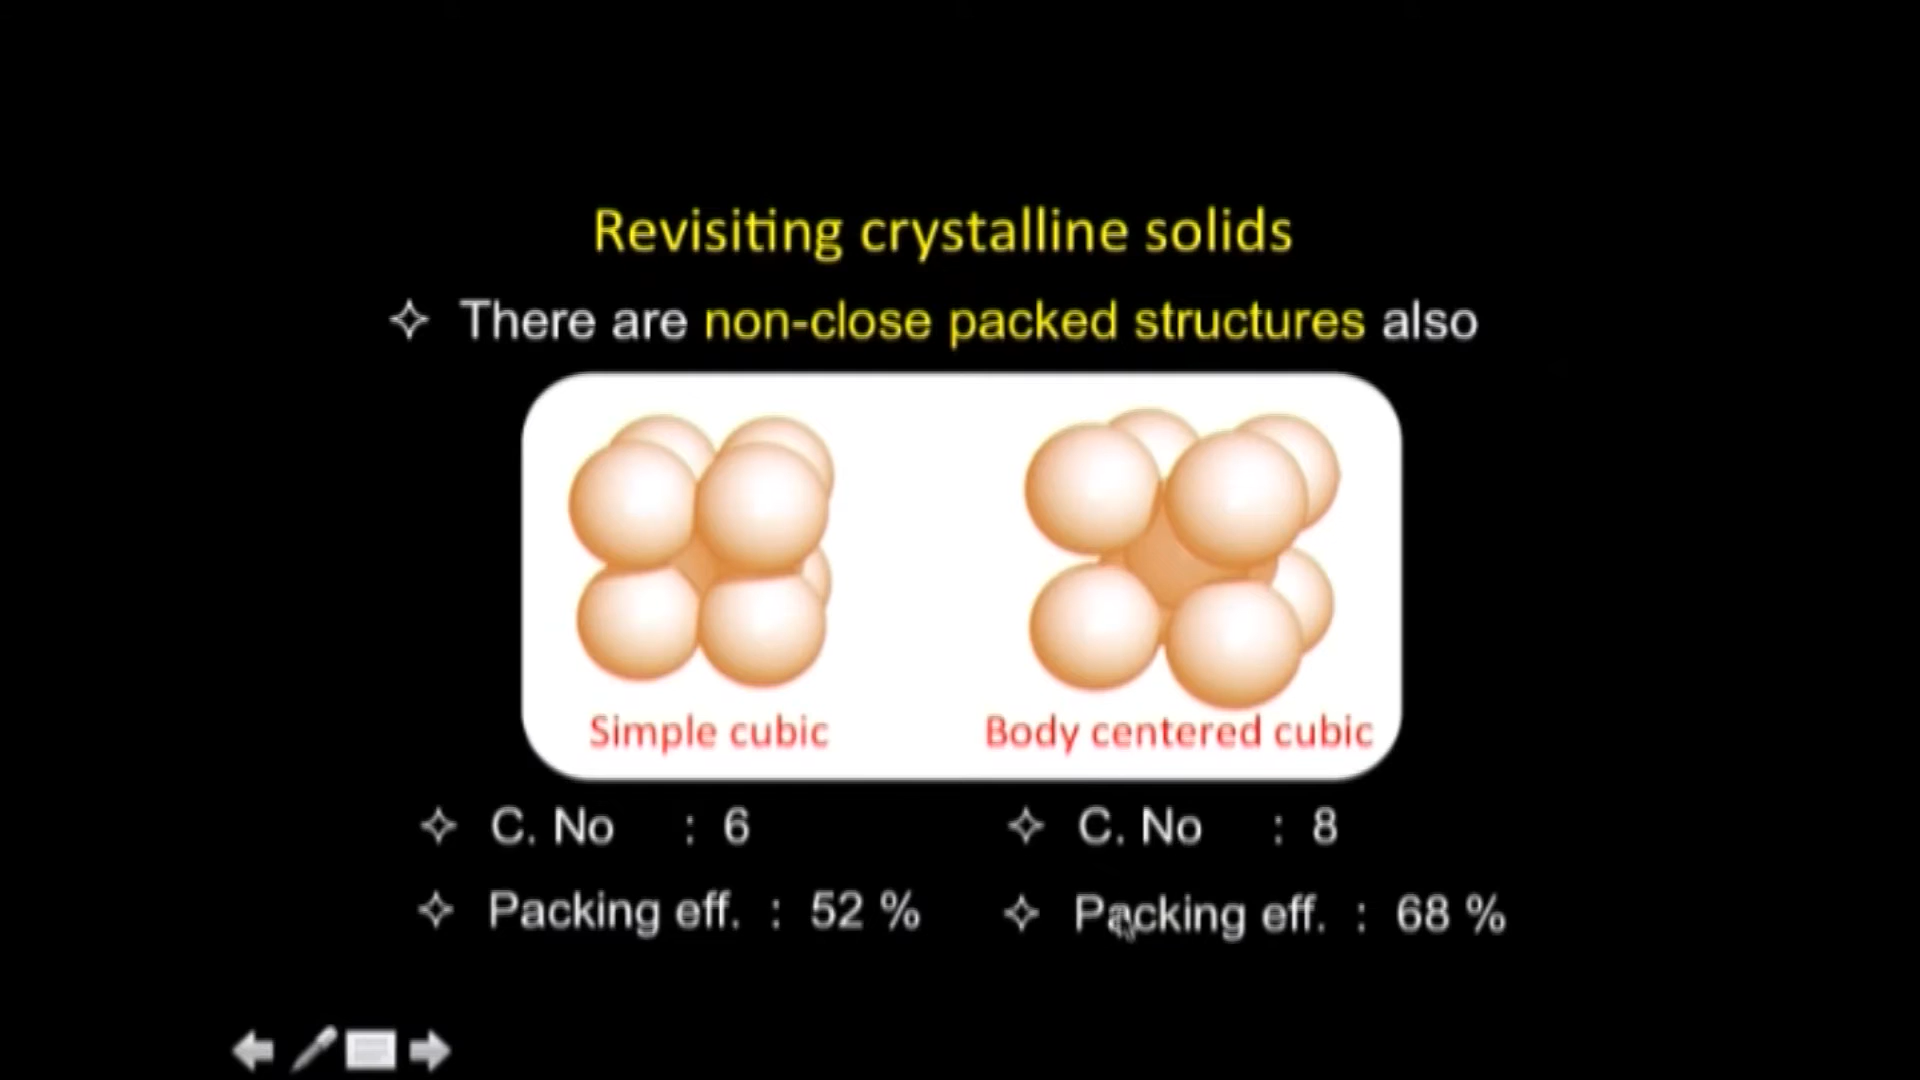 Revisiting crystalline solids
There are non-close packed structures also
Simple cubic
Body centered cubic
C. No : 6
C. No : 8
Packing eff. : 52 %
Packing eff. : 68 %